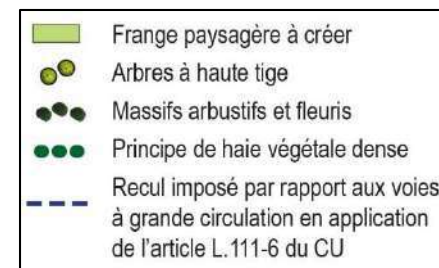 Frange paysagère à créer
Arbres à haute tige
Massifs arbustifs et fleuris
Principe de haie végétale dense
Recul imposé par rapport aux voies
à grande circulation en application
de l'article L.111-6 du CU